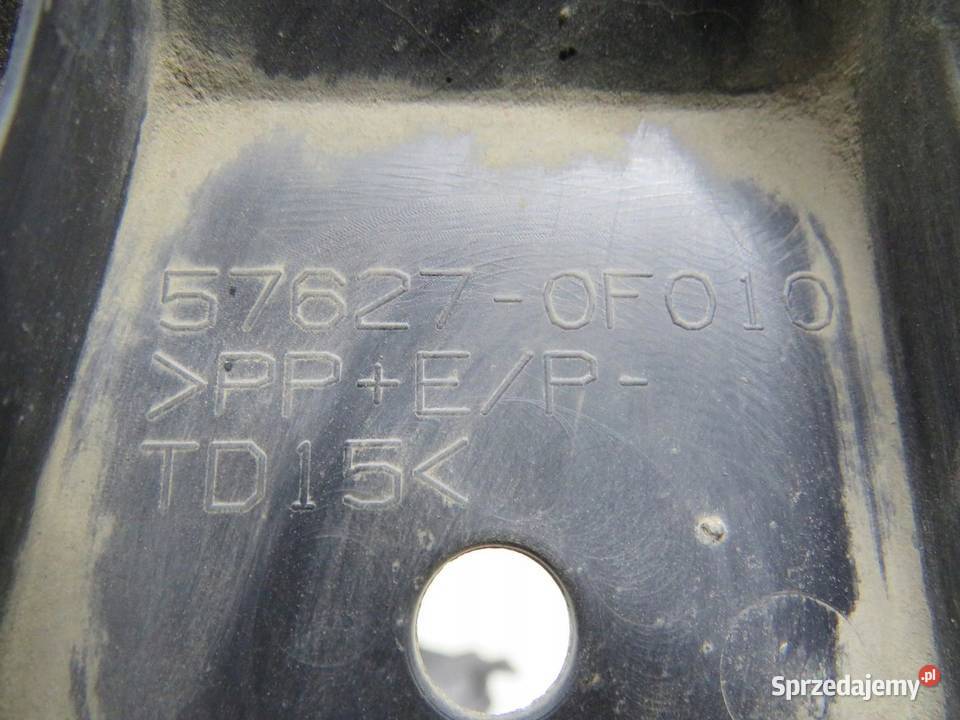 57627-0F010
>PP+E/P-
TD15<
Sprzedajemy.pl